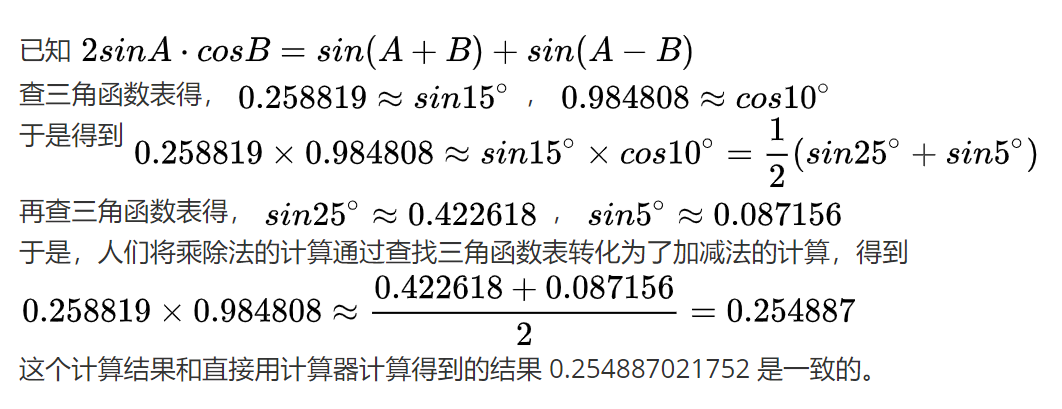 已知 2sinA·cosB = sin(A + B) + sin(A − B)
查三角函数表得， 0.258819 ≈ sin15° ， 0.984808 ≈ cos10°
于是得到 0.258819 × 0.984808 ≈ sin15° × cos10° = \frac{1}{2}(sin25° + sin5°)
再查三角函数表得， sin25° ≈ 0.422618 ， sin5° ≈ 0.087156
于是，人们将乘除法的计算通过查找三角函数表转化为了加减法的计算，得到
0.258819 × 0.984808 ≈ \frac{0.422618 + 0.087156}{2} = 0.254887
这个计算结果和直接用计算器计算得到的结果 0.254887021752 是一致的。